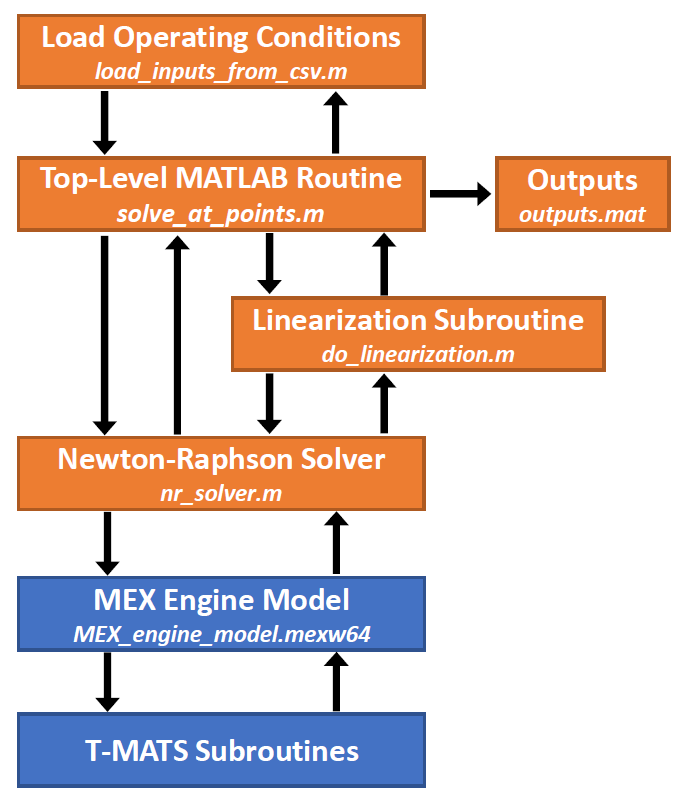 Load Operating Conditions
load_inputs_from_csv.m
Top-Level MATLAB Routine
solve_at_points.m
Outputs
outputs.mat
Linearization Subroutine
do_linearization.m
Newton-Raphson Solver
nr_solver.m
MEX Engine Model
MEX_engine_model.mexw64
T-MATS Subroutines